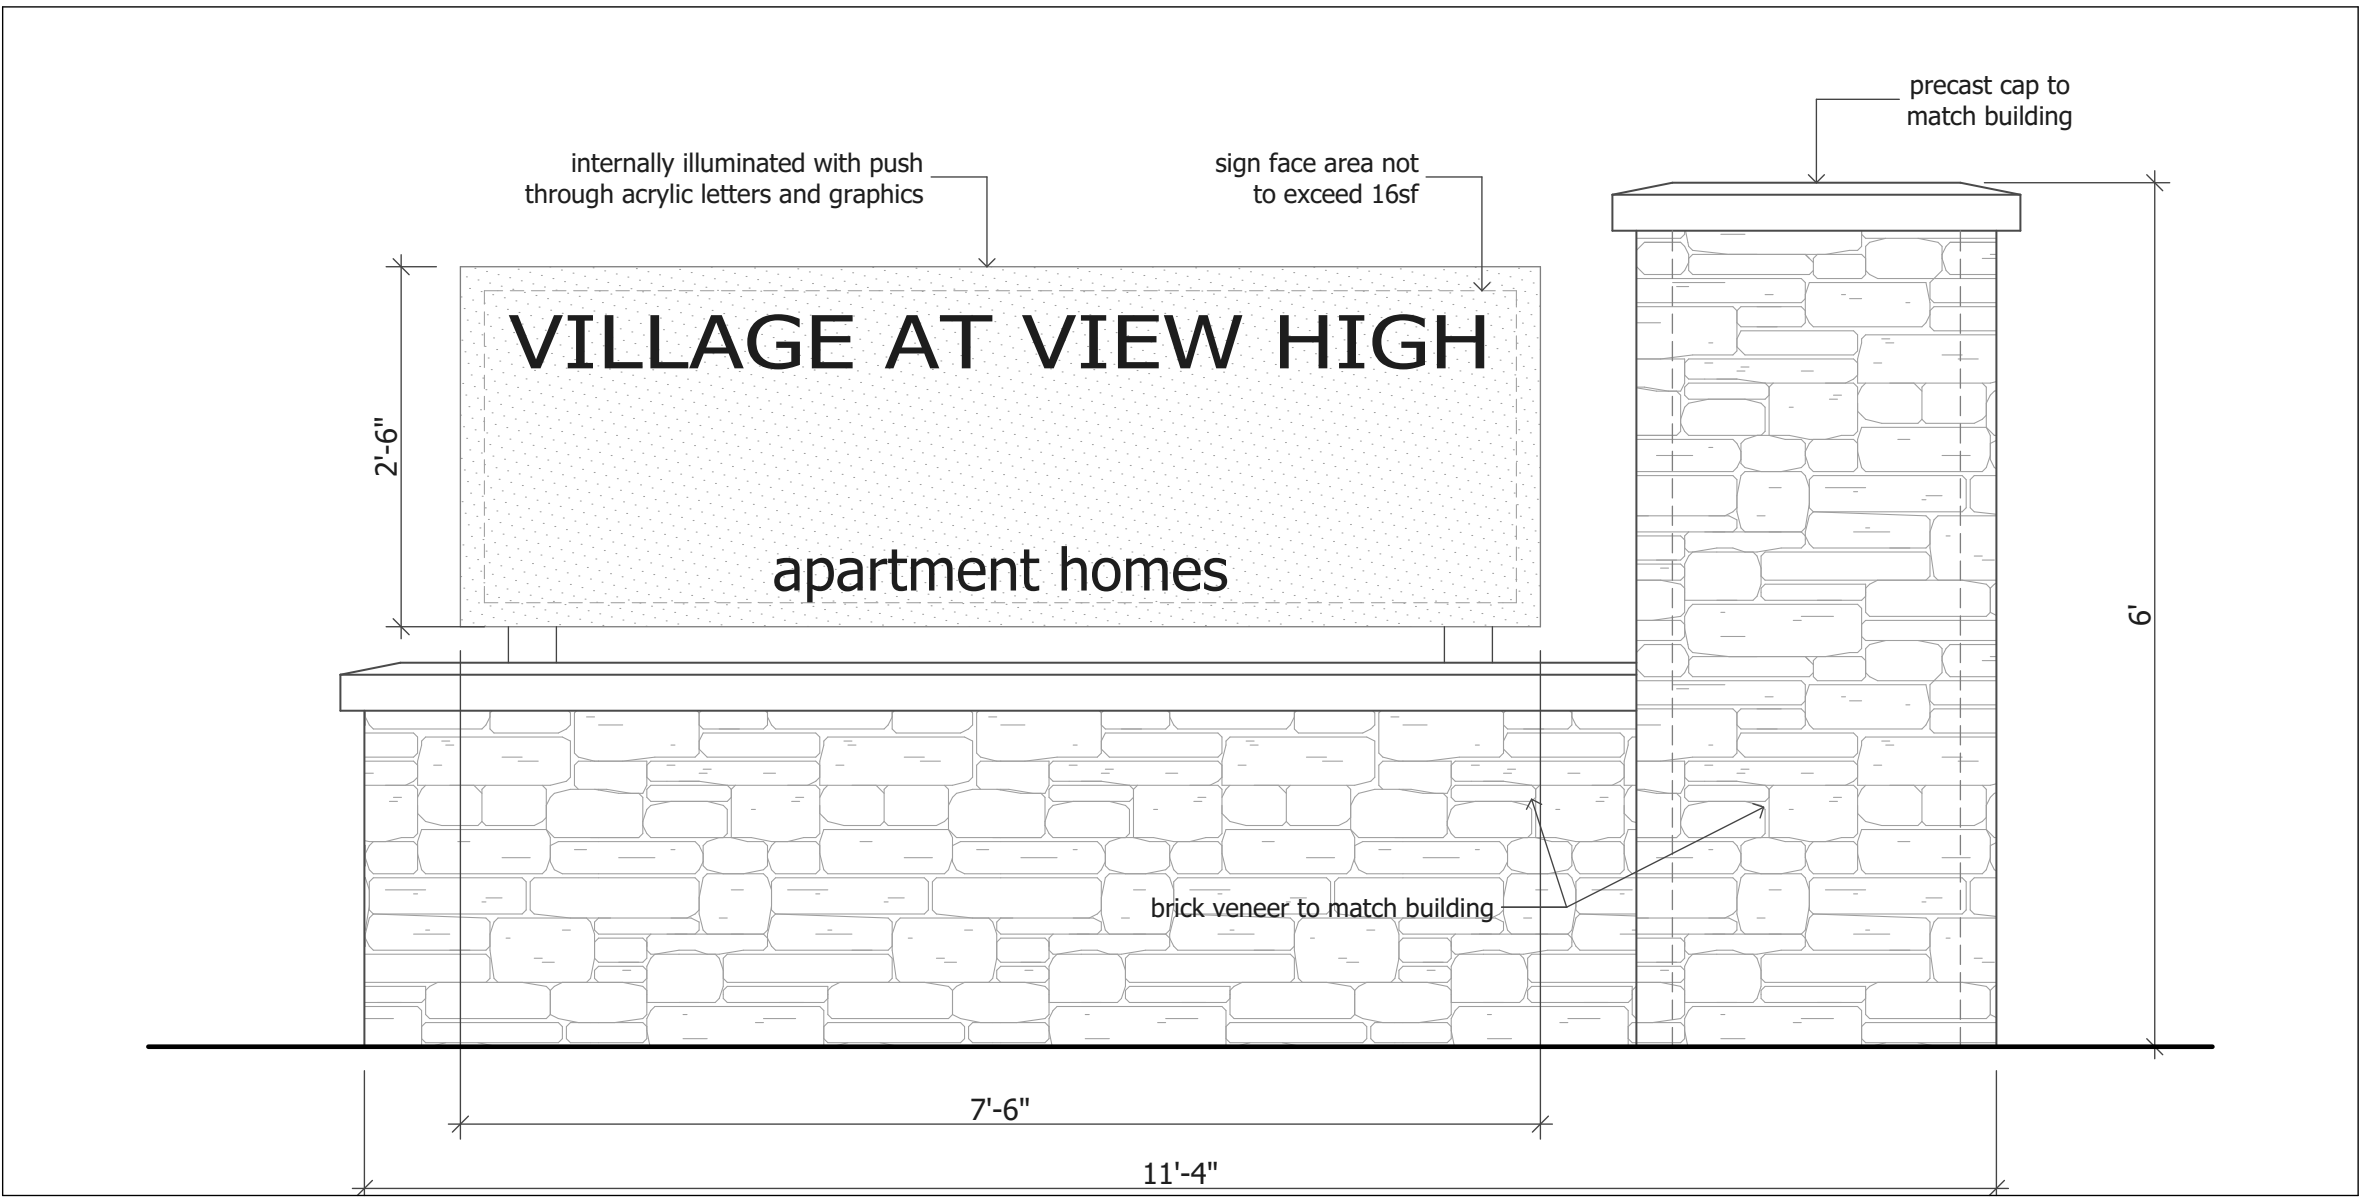 precast cap to
match building
internally illuminated with push
through acrylic letters and graphics
sign face area not
to exceed 16sf
VILLAGE AT VIEW HIGH
2'-6"
apartment homes
6'
brick veneer to match building
7'-6"
11'-4"